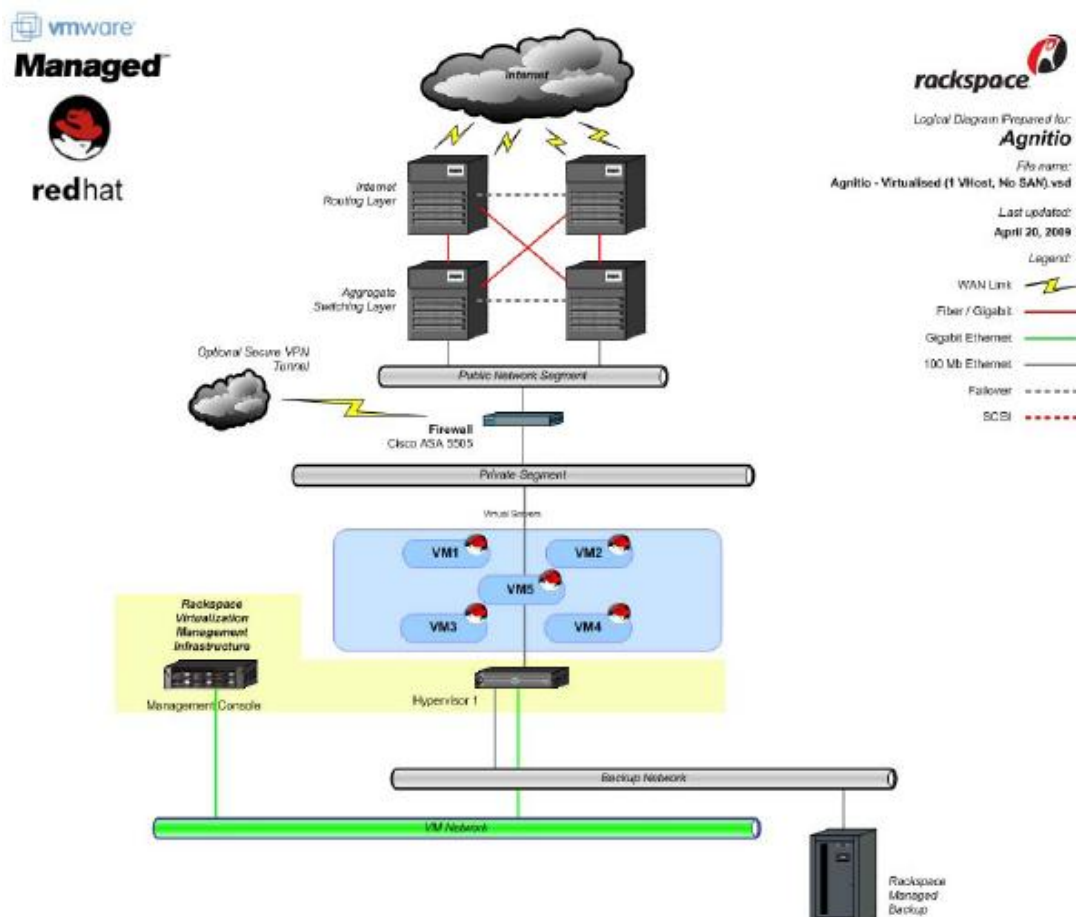 vmware
Managed
redhat
Internet
rackspace
Logical Diagram Prepared for:
Agnitio
File name:
Agnitio - Virtualised (1 VHost, No SAN).vsd
Last updated:
April 20, 2009
Legend:
WAN Link
Fiber / Gigabit
Gigabit Ethernet
100 Mb Ethernet
Failover
SCSI
Internet
Routing Layer
Aggregate
Switching Layer
Optional Secure VPN
Tunnel
Public Network Segment
Firewall
Cisco ASA 5505
Private Segment
Virtual Servers
VM1
VM2
VM5
VM3
VM4
Rackspace
Virtualization
Management
Infrastructure
Management Console
Hypervisor 1
Backup Network
VM Network
Rackspace
Managed
Backup